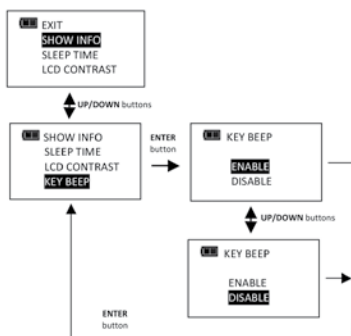 EXIT
SHOW INFO
SLEEP TIME
LCD CONTRAST
UP/DOWN buttons
SHOW INFO
SLEEP TIME
LCD CONTRAST
KEY BEEP
ENTER
button
KEY BEEP
ENABLE
DISABLE
UP/DOWN buttons
KEY BEEP
ENABLE
DISABLE
ENTER
button